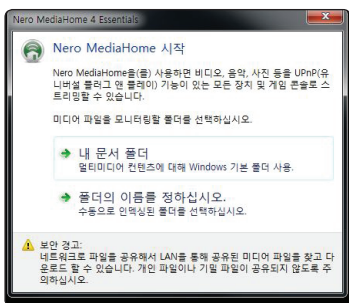 Nero MediaHome 4 Essentials
Nero MediaHome 시작
Nero MediaHome을(를) 사용하면 비디오, 음악, 사진 등을 UPnP(유
니버설 플러그 앤 플레이) 기능이 있는 모든 장치 및 게임 콘솔로 스
트리밍할 수 있습니다.
미디어 파일을 모니터링할 폴더를 선택하십시오.
내 문서 폴더
멀티미디어 컨텐츠에 대해 Windows 기본 폴더 사용.
폴더의 이름를 정하십시오.
수동으로 인덱싱된 폴더를 선택하십시오.
보안 경고:
네트워크로 파일을 공유해서 LAN을 통해 공유된 미디어 파일을 찾고 다
운로드 할 수 있습니다. 개인 파일이나 기밀 파일이 공유되지 않도록 주
의하십시오.